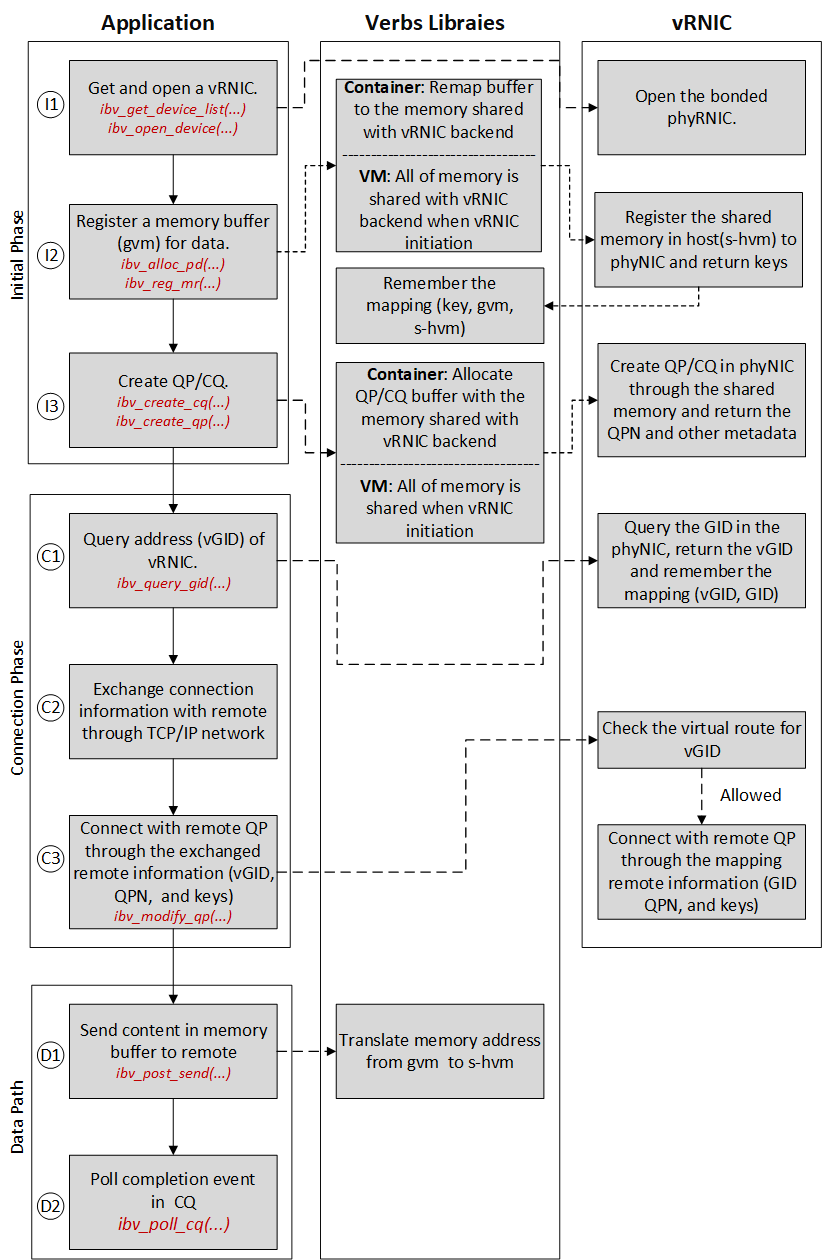 Application
Verbs Libraies
vRNIC
Initial Phase
I1
Get and open a vRNIC.
ibv_get_device_list(...)
ibv_open_device(...)
I2
Register a memory buffer
(gvm) for data.
ibv_alloc_pd(...)
ibv_reg_mr(...)
I3
Create QP/CQ.
ibv_create_cq(...)
ibv_create_qp(...)
Container: Remap buffer
to the memory shared
with vRNIC backend
VM: All of memory is
shared with vRNIC
backend when vRNIC
initiation
Remember the
mapping (key, gvm,
s-hvm)
Container: Allocate
QP/CQ buffer with the
memory shared with
vRNIC backend
VM: All of memory is
shared when vRNIC
initiation
Open the bonded
phyRNIC.
Register the shared
memory in host(s-hvm) to
phyNIC and return keys
Create QP/CQ in phyNIC
through the shared
memory and return the
QPN and other metadata
Connection Phase
C1
Query address (vGID) of
vRNIC.
ibv_query_gid(...)
C2
Exchange connection
information with remote
through TCP/IP network
C3
Connect with remote QP
through the exchanged
remote information (vGID,
QPN, and keys)
ibv_modify_qp(...)
Query the GID in the
phyNIC, return the vGID
and remember the
mapping (vGID, GID)
Check the virtual route for
vGID
Allowed
Connect with remote QP
through the mapping
remote information (GID
QPN, and keys)
Data Path
D1
Send content in memory
buffer to remote
ibv_post_send(...)
Translate memory address
from gvm to s-hvm
D2
Poll completion event
in CQ
ibv_poll_cq(...)